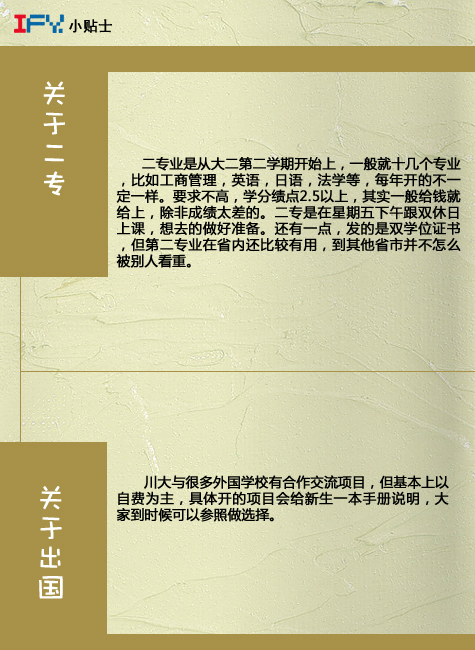 IFY. 小贴士
关于二专
二专业是从大二第二学期开始上，一般就十几个专业
，比如工商管理，英语，日语，法学等，每年开的不一
定一样。要求不高，学分绩点2.5以上，其实一般给钱就
给上，除非成绩太差的。二专是在星期五下午跟双休日
上课，想去的做好准备。还有一点，发的是双学位证书
，但第二专业在省内还比较有用，到其他省市并不怎么
被别人看重。
关于出国
川大与很多外国学校有合作交流项目，但基本上以
自费为主，具体开的项目会给新生一本手册说明，大
家到时候可以参照做选择。